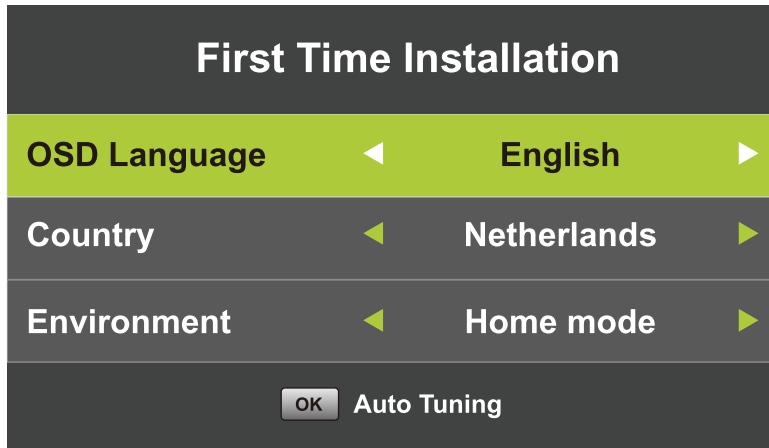 First Time Installation
OSD Language English
Country Netherlands
Environment Home mode
OK Auto Tuning